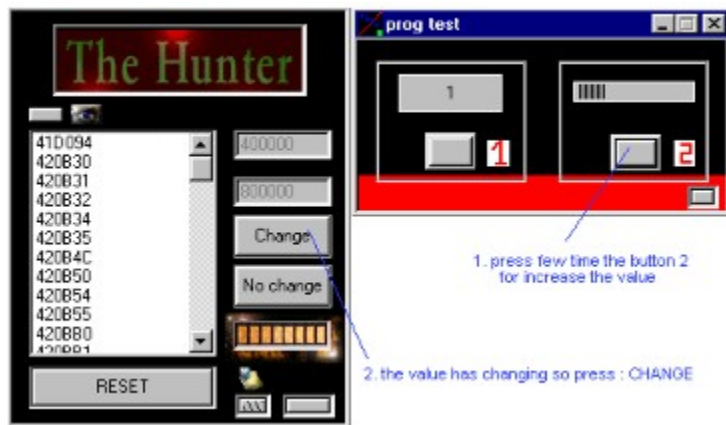 The Hunter
41D094
420B30
420B31
420B32
420B34
420B35
420B4C
420B50
420B54
420B55
420BB0
420BB1
400000
800000
Change
No change
RESET
prog test
1
1
2
1. press few time the button 2
for increase the value
2. the value has changing so press : CHANGE